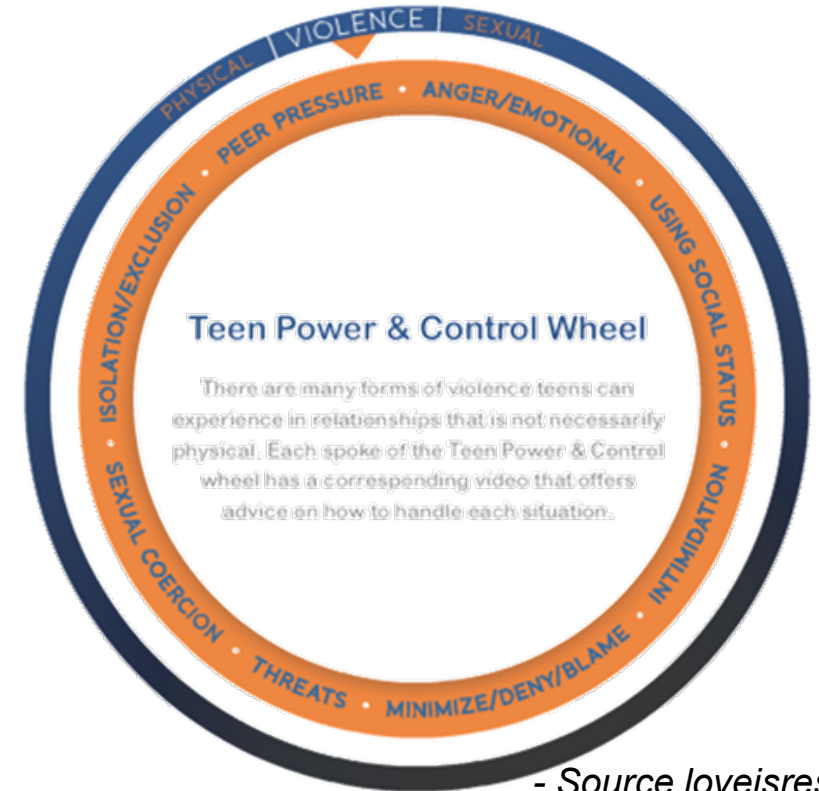 PHYSICAL | VIOLENCE | SEXUAL
PEER PRESSURE • ANGER/EMOTIONAL • USING SOCIAL STATUS • INTIMIDATION • MINIMIZE/DENY/BLAME • THREATS • SEXUAL COERCION • ISOLATION/EXCLUSION •
Teen Power & Control Wheel
There are many forms of violence teens can
experience in relationships that is not necessarily
physical. Each spoke of the Teen Power & Control
wheel has a corresponding video that offers
advice on how to handle each situation.
- Source loveisres